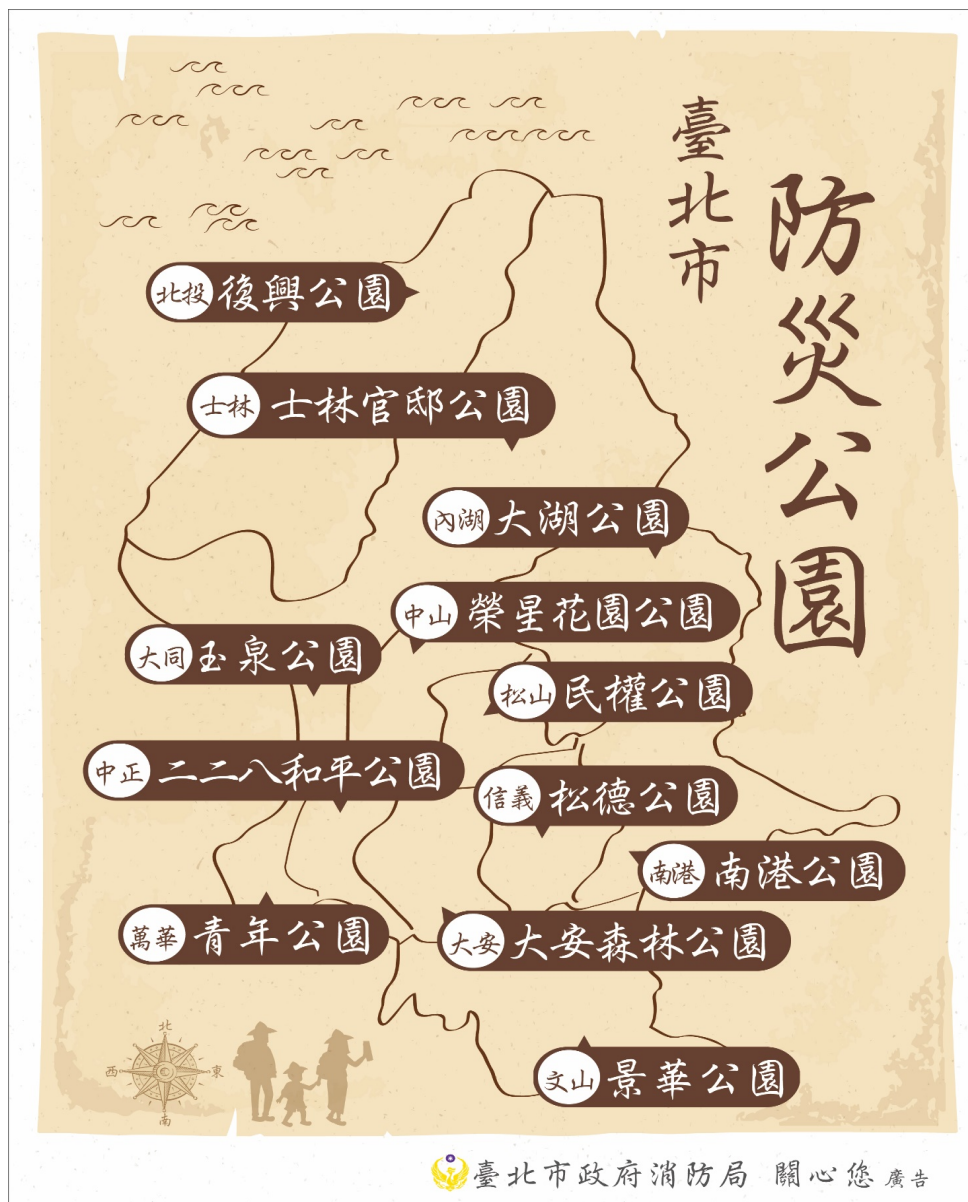 臺北市
防災公園
北投 復興公園
士林 士林官邸公園
內湖 大湖公園
中山 榮星花園公園
大同 玉泉公園
松山 民權公園
中正 二二八和平公園
信義 松德公園
南港 南港公園
萬華 青年公園
大安 大安森林公園
文山 景華公園
北
西 東
南
臺北市政府消防局 關心您 廣告